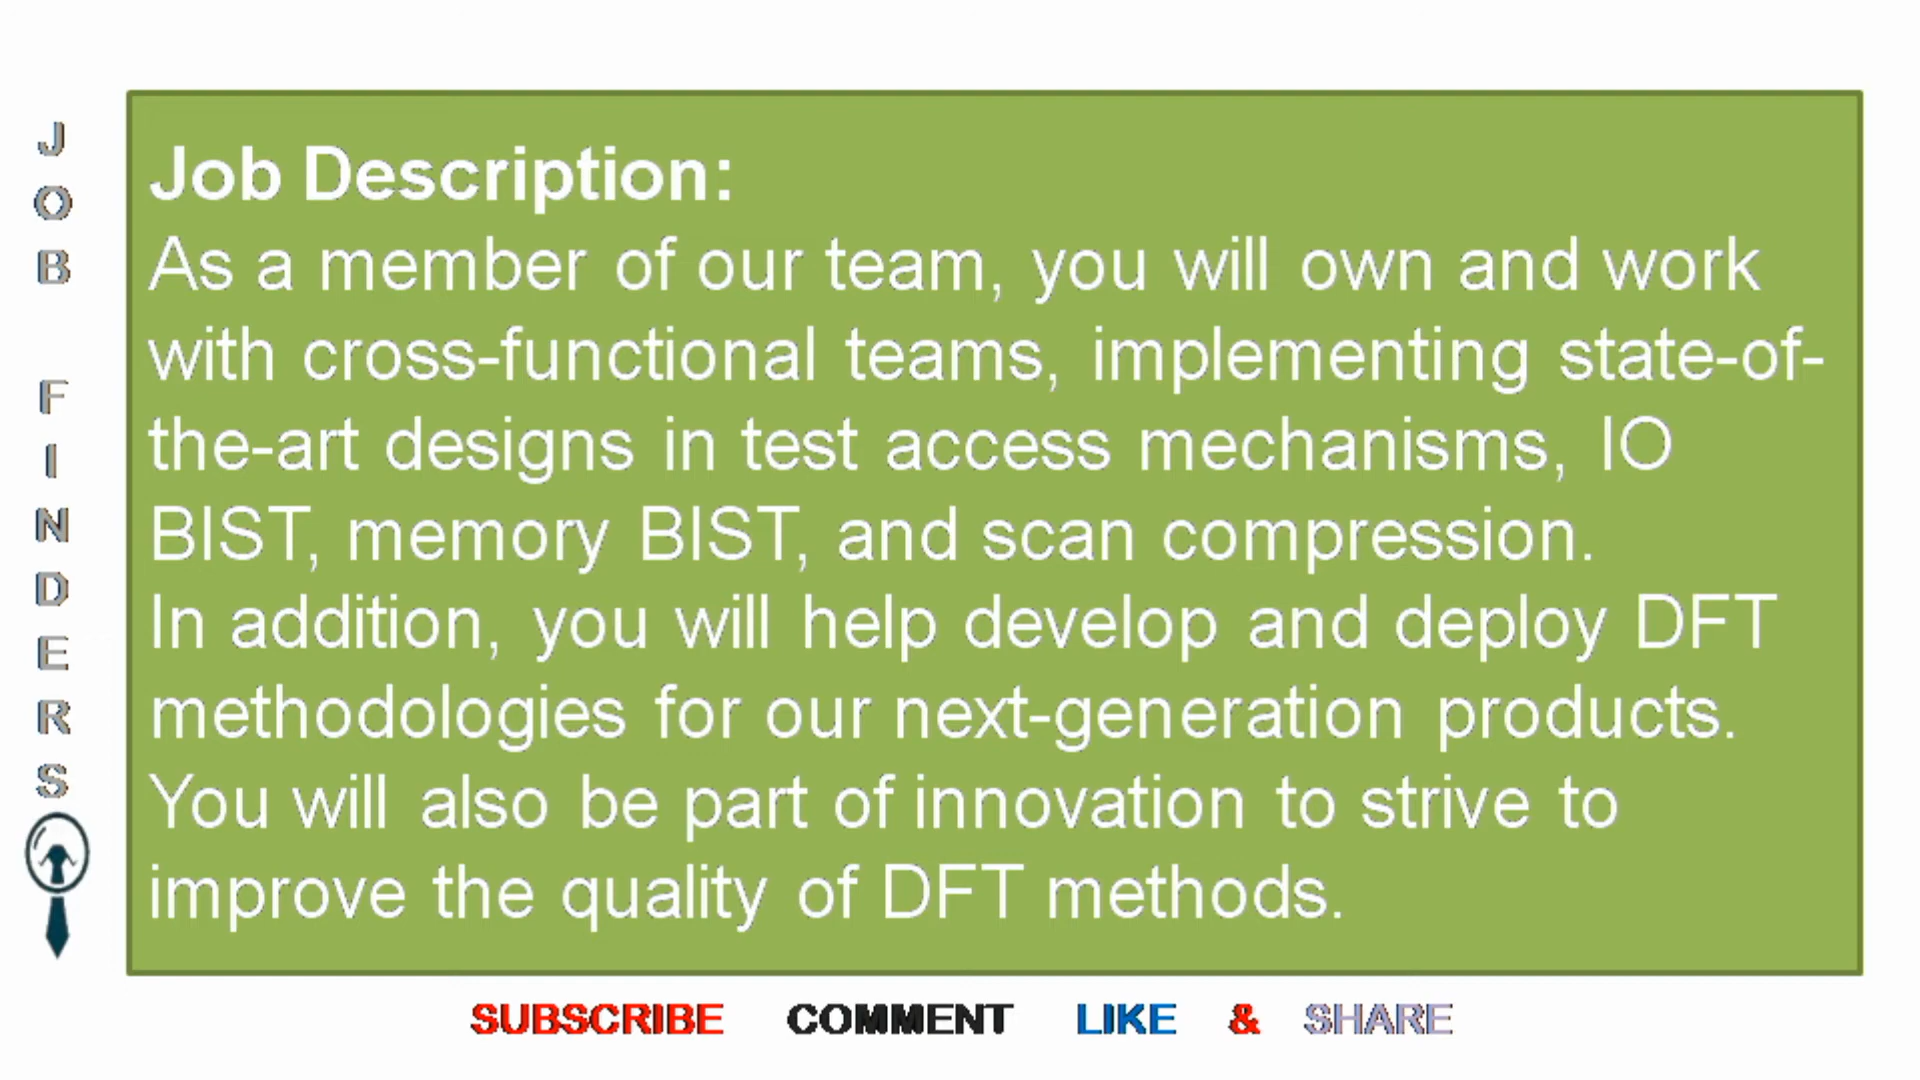 JOB FINDERS
Job Description:
As a member of our team, you will own and work
with cross-functional teams, implementing state-of-
the-art designs in test access mechanisms, IO
BIST, memory BIST, and scan compression.
In addition, you will help develop and deploy DFT
methodologies for our next-generation products.
You will also be part of innovation to strive to
improve the quality of DFT methods.
SUBSCRIBE COMMENT LIKE & SHARE